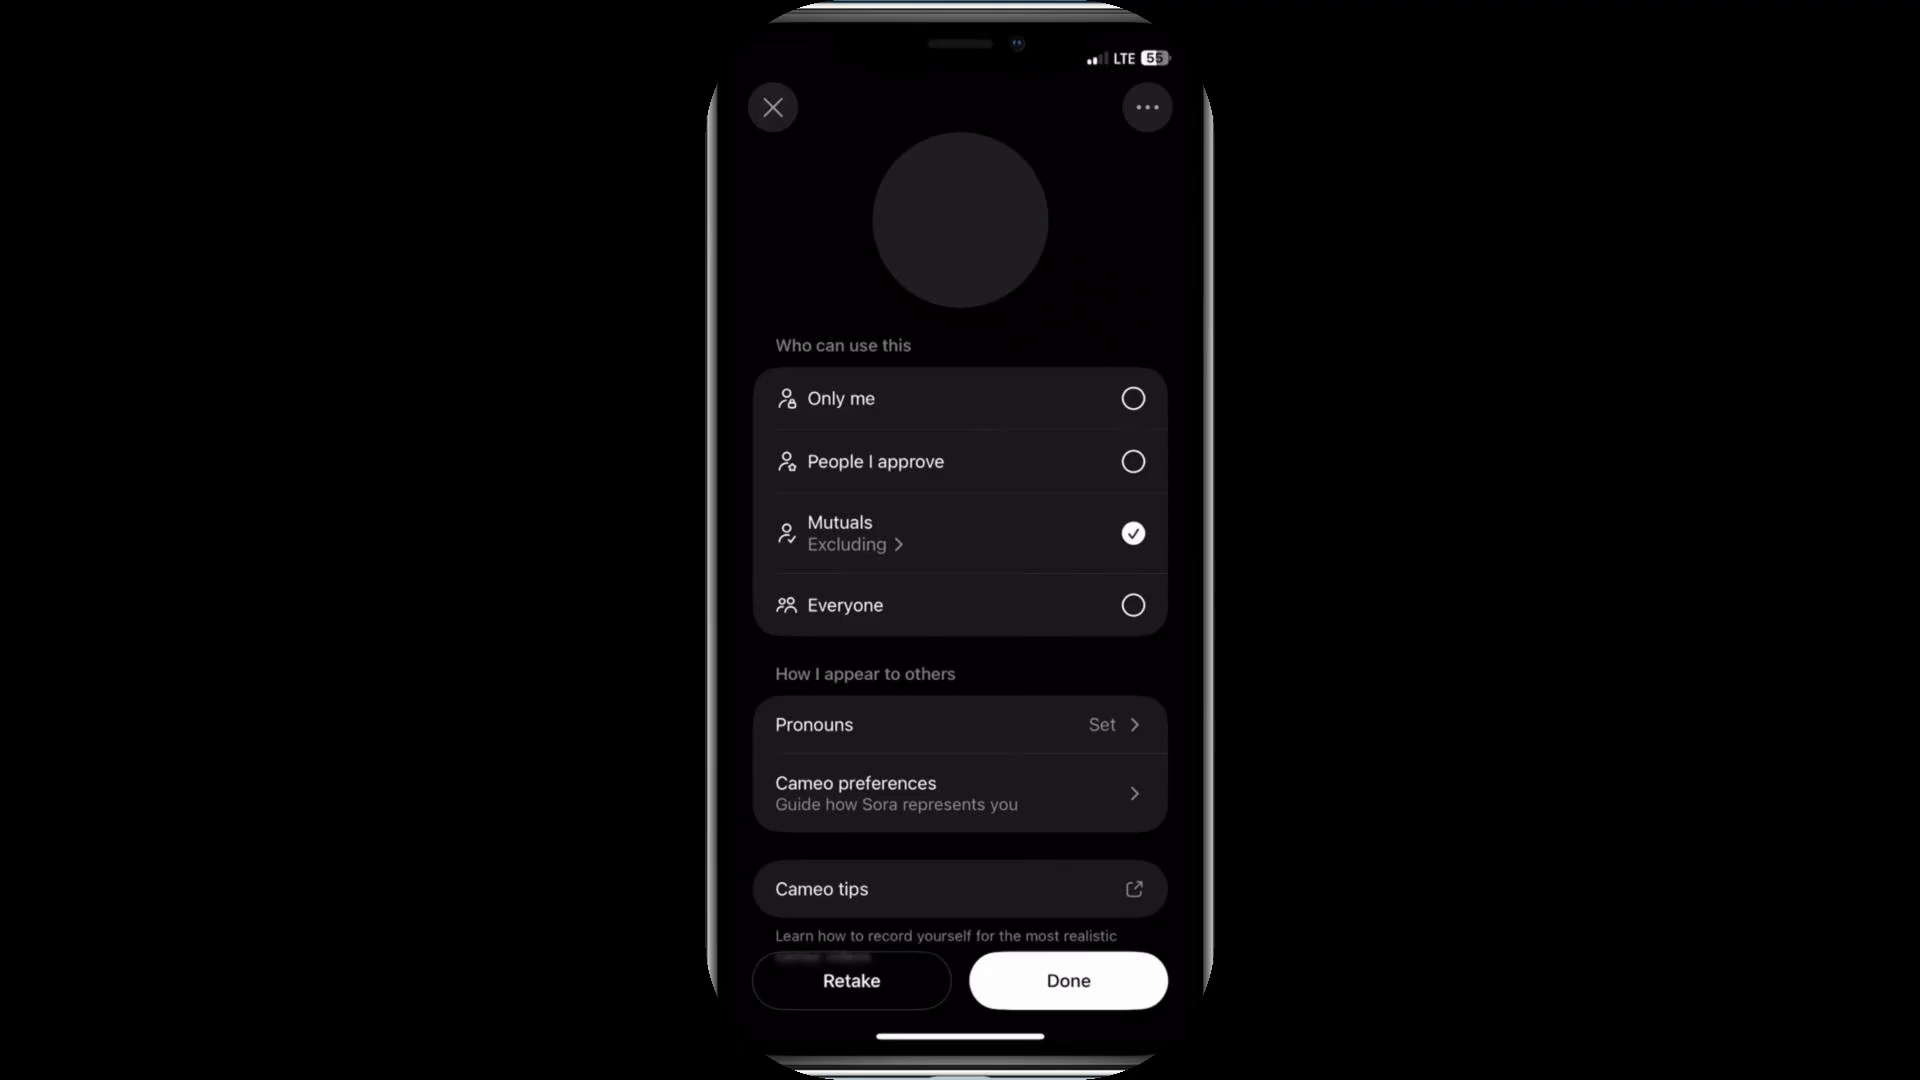 LTE 55
Who can use this
Only me
People I approve
Mutuals
Excluding
Everyone
How I appear to others
Pronouns Set
Cameo preferences
Guide how Sora represents you
Cameo tips
Learn how to record yourself for the most realistic
Retake Done